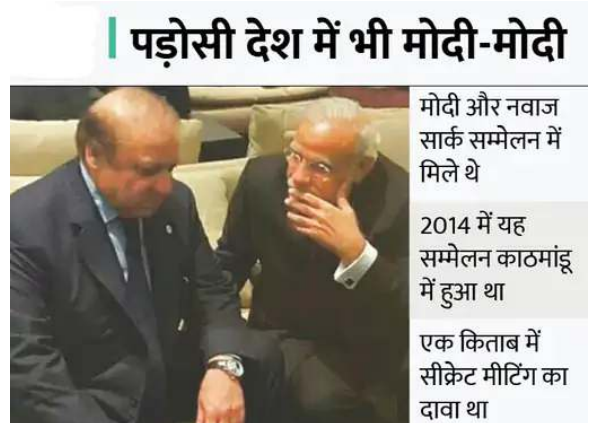 पड़ोसी देश में भी मोदी-मोदी
मोदी और नवाज
सार्क सम्मेलन में
मिले थे
2014 में यह
सम्मेलन काठमांडू
में हुआ था
एक किताब में
सीक्रेट मीटिंग का
दावा था